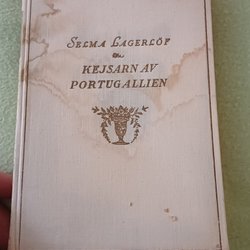 SELMA LAGERLÖF
KEJSARN AV
PORTUGALLIEN